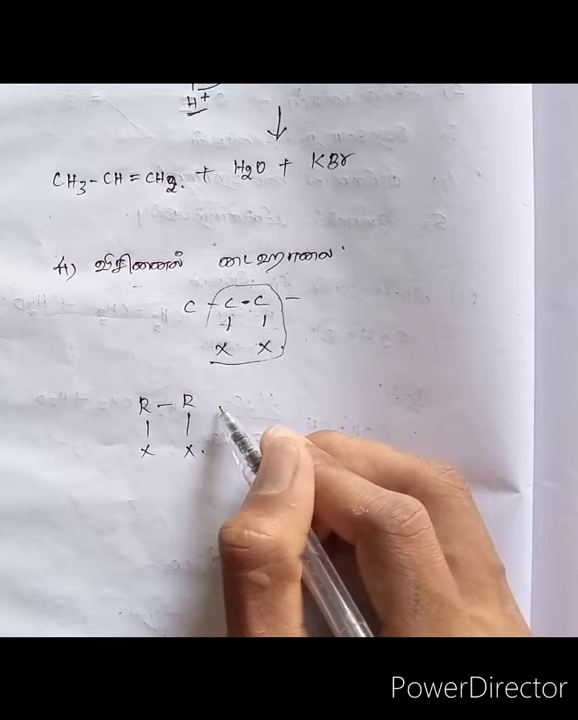 H+
↓
CH3-CH=CH2. + H2O + KBr
4) விசினைல் டைஹாலை
C - C - C -
| |
X X
R - R
| |
X X.
PowerDirector